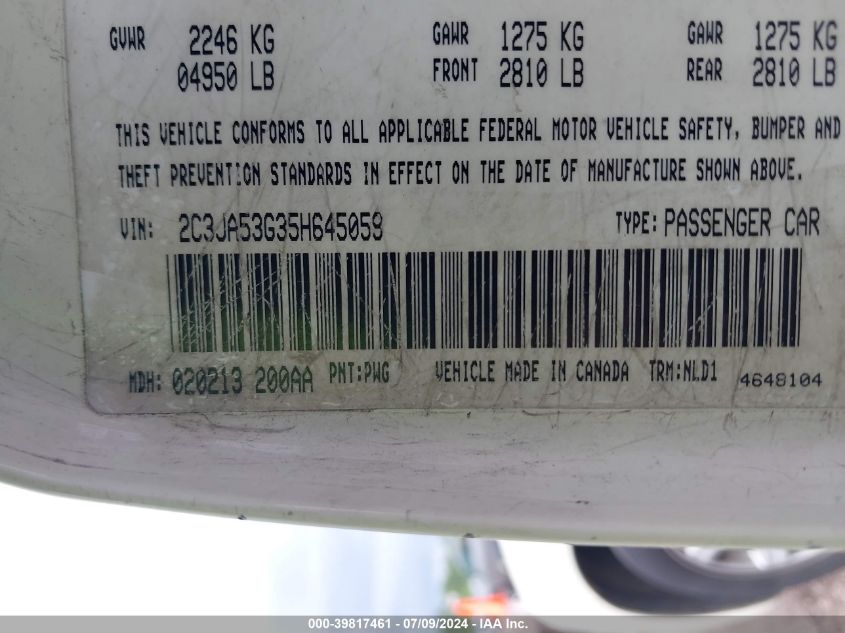 GVWR 2246 KG GAWR 1275 KG GAWR 1275 KG
04950 LB FRONT 2810 LB REAR 2810 LB
THIS VEHICLE CONFORMS TO ALL APPLICABLE FEDERAL MOTOR VEHICLE SAFETY, BUMPER AND
THEFT PREVENTION STANDARDS IN EFFECT ON THE DATE OF MANUFACTURE SHOWN ABOVE.
VIN: 2C3JA53G35H645059 TYPE: PASSENGER CAR
MDH: 020213 200AA PNT:PWG VEHICLE MADE IN CANADA TRM:NLD1 4648104
000-39817461 - 07/09/2024 - IAA Inc.